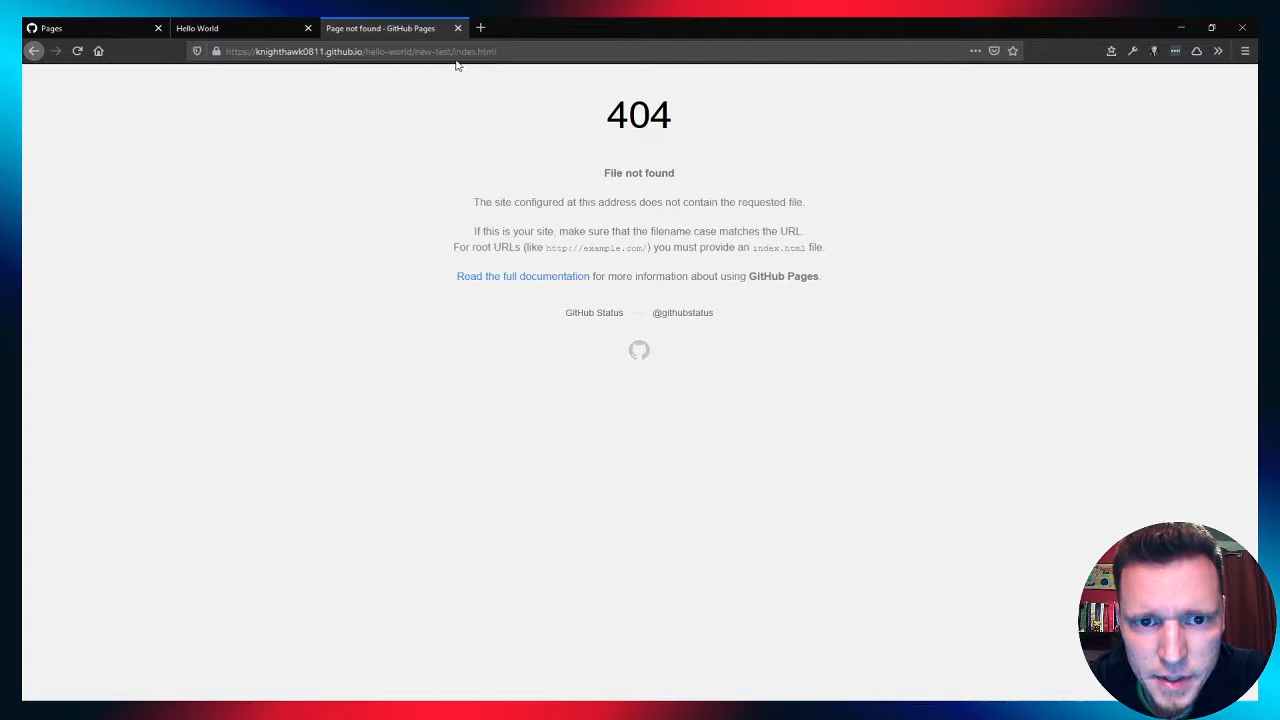 Pages
Hello World
Page not found · GitHub Pages
https://knighthawk0811.github.io/hello-world/new-test/index.html
404
File not found
The site configured at this address does not contain the requested file.
If this is your site, make sure that the filename case matches the URL.
For root URLs (like http://example.com/) you must provide an index.html file.
Read the full documentation for more information about using GitHub Pages.
GitHub Status — @githubstatus